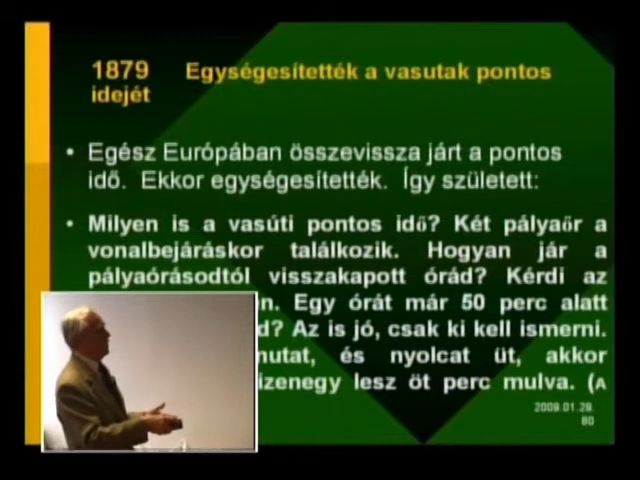 1879 Egységesítették a vasutak pontos
idejét
• Egész Európában összevissza járt a pontos
idő. Ekkor egységesítették. Így született:
• Milyen is a vasúti pontos idő? Két pályaőr a
vonalbejáráskor találkozik. Hogyan jár a
pályaórásodtól visszakapott órád? Kérdi az
n. Egy órát már 50 perc alatt
d? Az is jó, csak ki kell ismerni.
mutat, és nyolcat üt, akkor
izenegy lesz öt perc mulva. (A
2009.01.29.
80